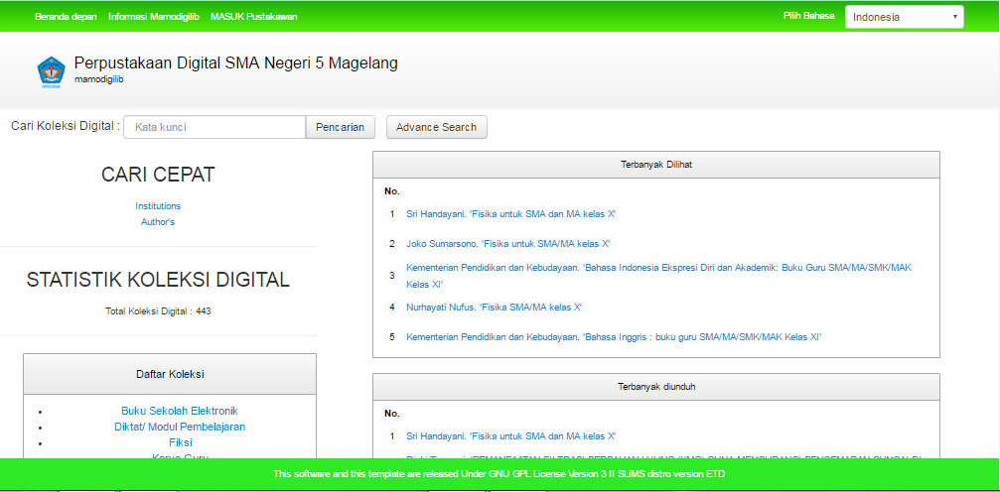 Beranda depan Informasi Mamodigilib MASUK Pustakawan
Pilih Bahasa Indonesia
Perpustakaan Digital SMA Negeri 5 Magelang
mamodigilib
Cari Koleksi Digital : Kata kunci Pencarian Advance Search
CARI CEPAT
Institutions
Author's
STATISTIK KOLEKSI DIGITAL
Total Koleksi Digital : 443
Daftar Koleksi
Buku Sekolah Elektronik
Diktat/ Modul Pembelajaran
Fiksi
Karya Guru
Terbanyak Dilihat
No.
1 Sri Handayani. 'Fisika untuk SMA dan MA kelas X'
2 Joko Sumarsono. 'Fisika untuk SMA/MA kelas X'
3 Kementerian Pendidikan dan Kebudayaan. 'Bahasa Indonesia Ekspresi Diri dan Akademik: Buku Guru SMA/MA/SMK/MAK
Kelas XI'
4 Nurhayati Nufus. 'Fisika SMA/MA kelas X'
5 Kementerian Pendidikan dan Kebudayaan. 'Bahasa Inggris : buku guru SMA/MA/SMK/MAK Kelas XI'
Terbanyak diunduh
No.
1 Sri Handayani. 'Fisika untuk SMA dan MA kelas X'
This software and this template are released Under GNU GPL License Version 3 II SLiMS distro version ETD